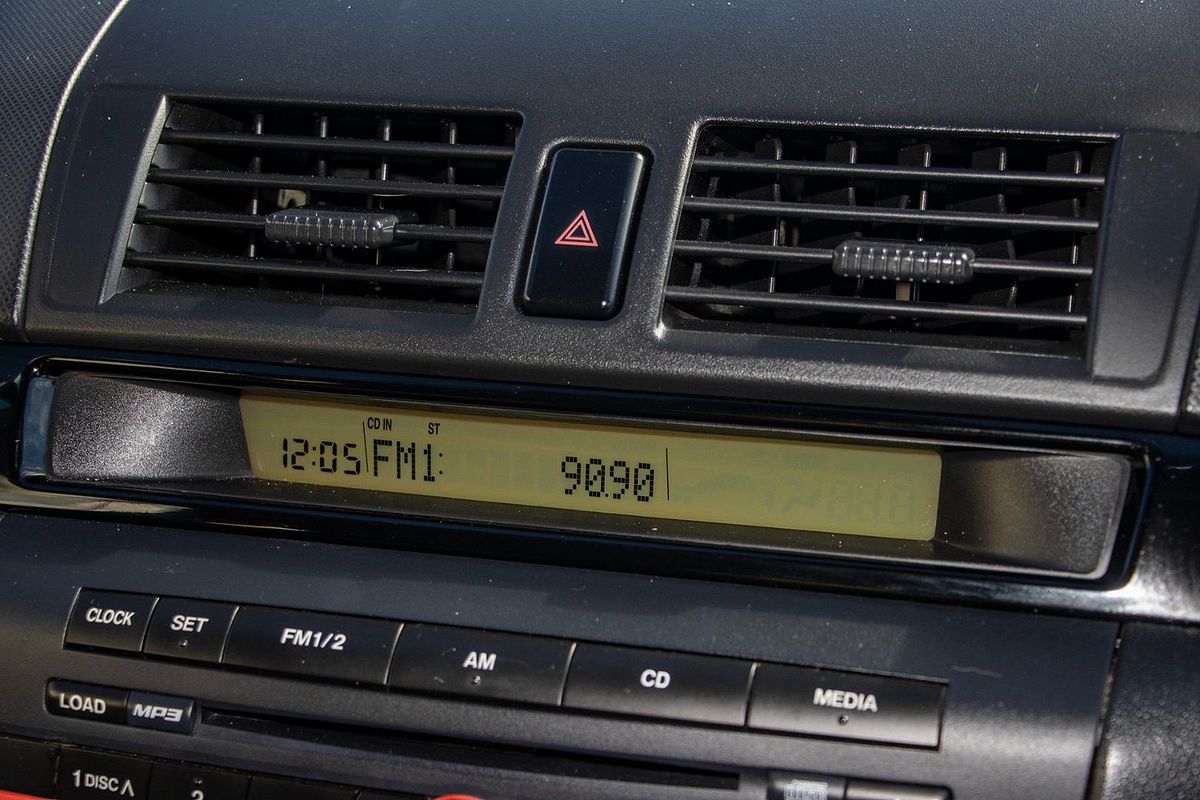 CD IN ST
12:05 FM1: 90.90
CLOCK SET FM1/2 AM CD MEDIA
LOAD MP3
1 DISC ∧ 2